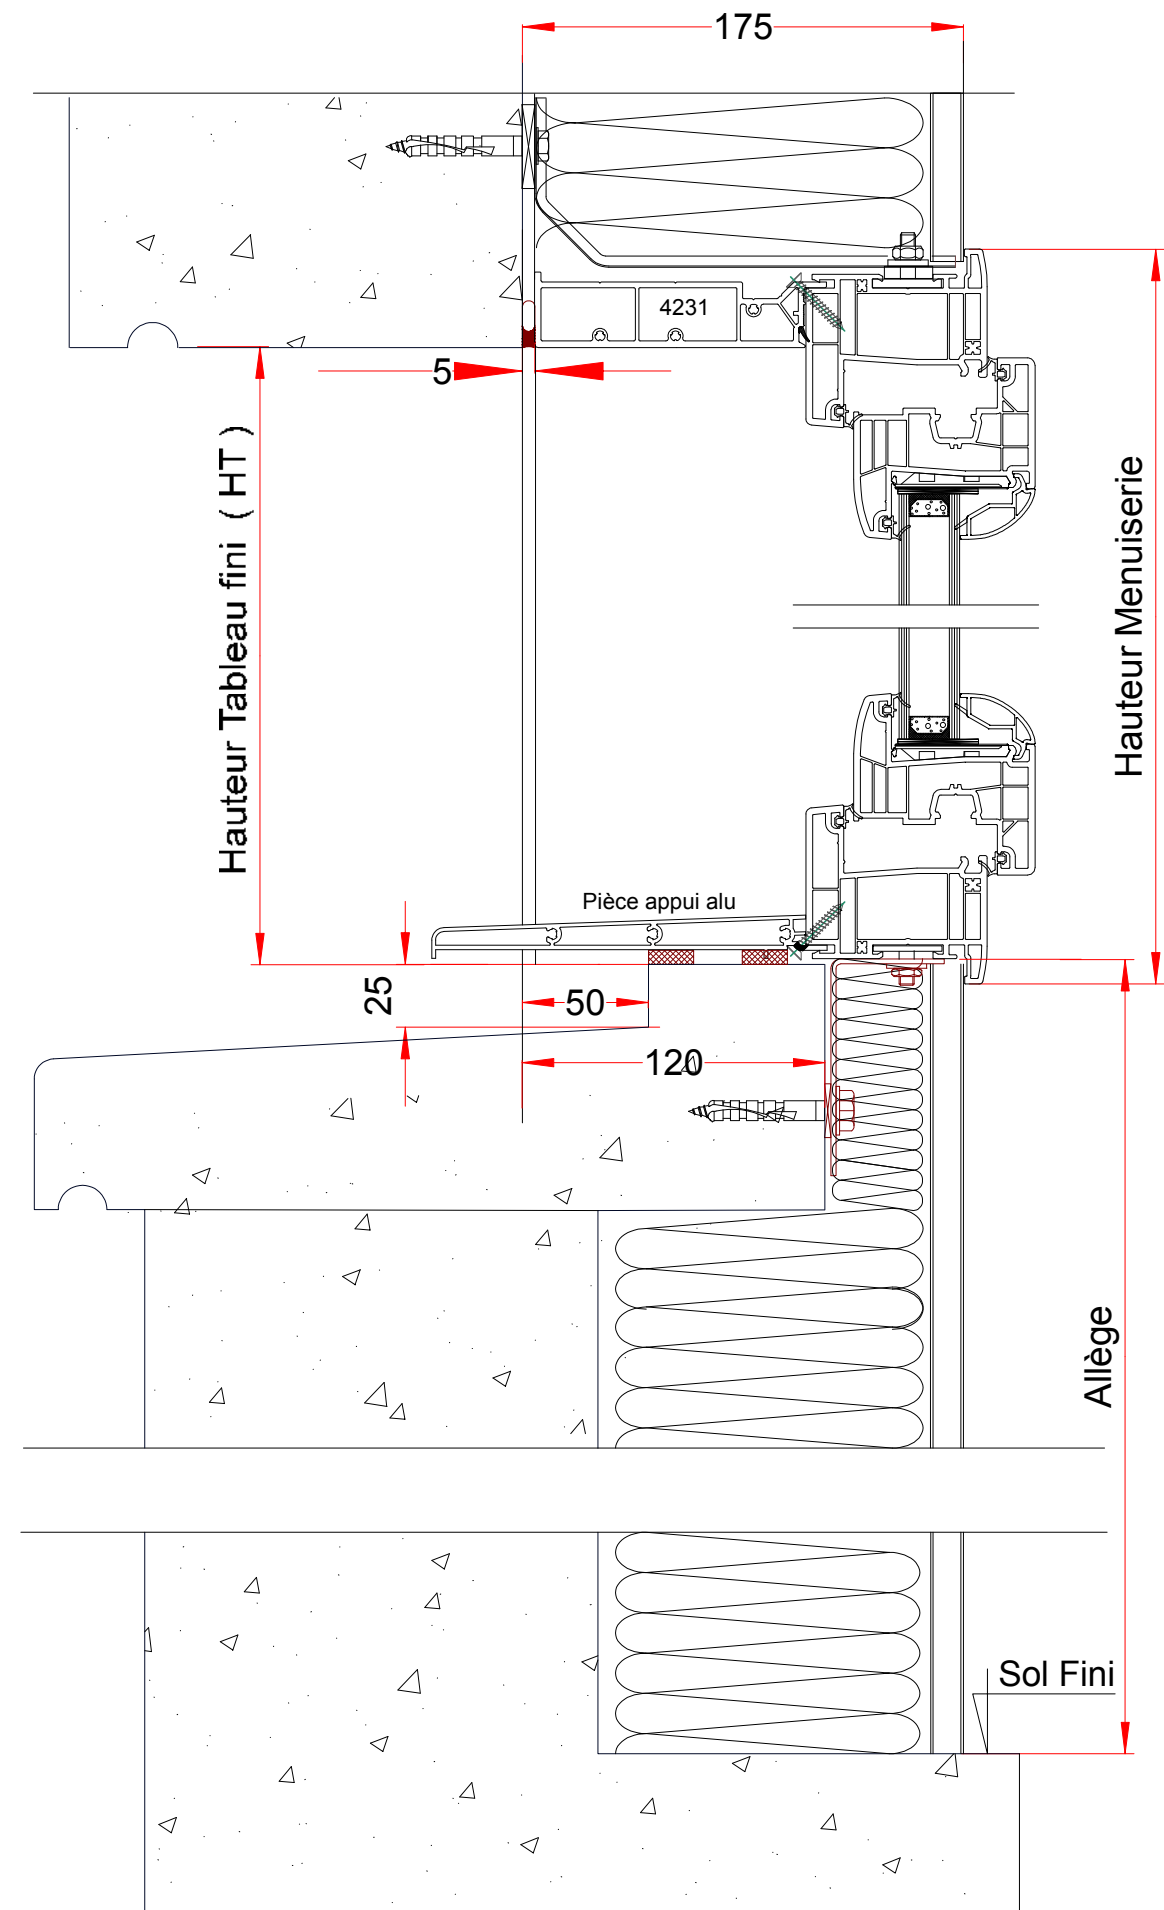 175
4231
5
Hauteur Tableau fini ( HT )
Hauteur Menuiserie
Pièce appui alu
25
50
120
Allège
Sol Fini